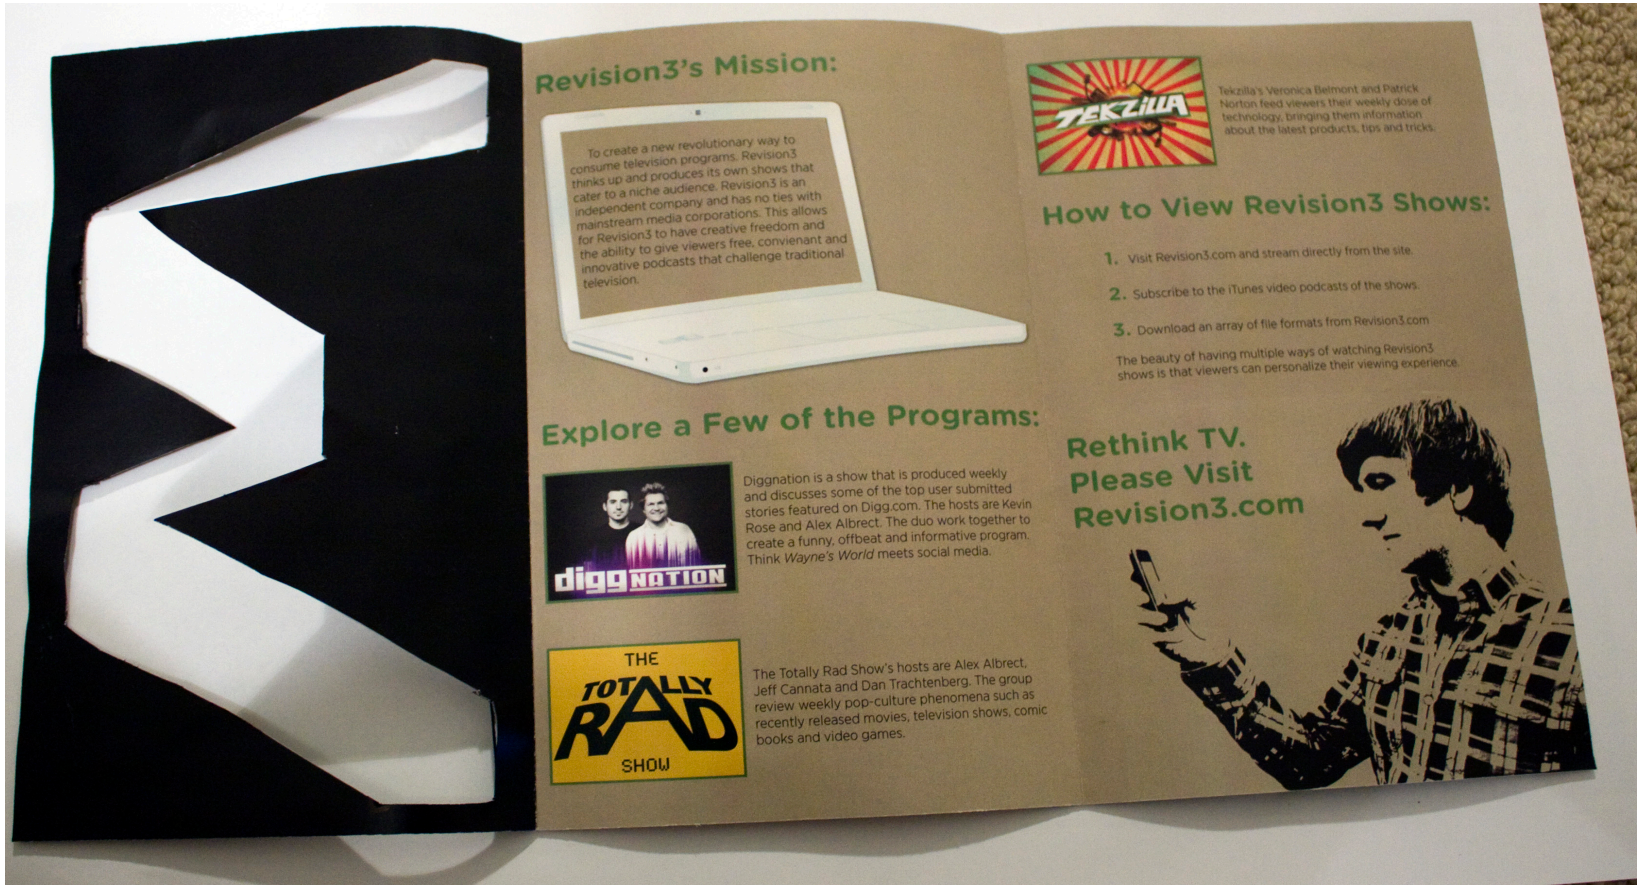 Revision3's Mission:
To create a new revolutionary way to
consume television programs. Revision3
thinks up and produces its own shows that
cater to a niche audience. Revision3 is an
independent company and has no ties with
mainstream media corporations. This allows
for Revision3 to have creative freedom and
the ability to give viewers free, convienant and
innovative podcasts that challenge traditional
television.
Explore a Few of the Programs:
diggNATION
Diggnation is a show that is produced weekly
and discusses some of the top user submitted
stories featured on Digg.com. The hosts are Kevin
Rose and Alex Albrect. The duo work together to
create a funny, offbeat and informative program.
Think Wayne's World meets social media.
THE
TOTALLY
RAD
SHOW
The Totally Rad Show's hosts are Alex Albrect,
Jeff Cannata and Dan Trachtenberg. The group
review weekly pop-culture phenomena such as
recently released movies, television shows, comic
books and video games.
TEKZiLLA
Tekzilla's Veronica Belmont and Patrick
Norton feed viewers their weekly dose of
technology, bringing them information
about the latest products, tips and tricks.
How to View Revision3 Shows:
1. Visit Revision3.com and stream directly from the site.
2. Subscribe to the iTunes video podcasts of the shows.
3. Download an array of file formats from Revision3.com
The beauty of having multiple ways of watching Revision3
shows is that viewers can personalize their viewing experience.
Rethink TV.
Please Visit
Revision3.com